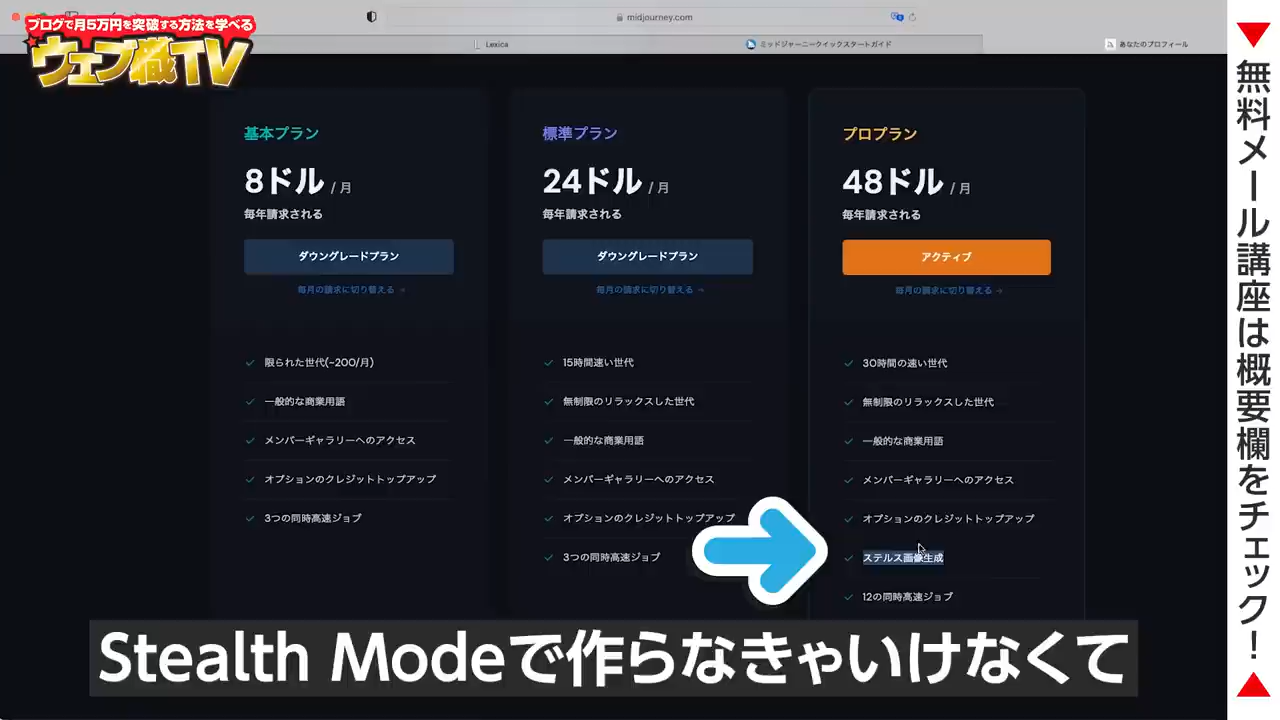 ブログで月5万円を突破する方法を学べる
ウェブ職TV
midjourney.com
Lexica
ミッドジャーニークイックスタートガイド
あなたのプロフィール
基本プラン
8ドル / 月
毎年請求される
ダウングレードプラン
毎月の請求に切り替える →
限られた世代(~200/月)
一般的な商業用語
メンバーギャラリーへのアクセス
オプションのクレジットトップアップ
3つの同時高速ジョブ
標準プラン
24ドル / 月
毎年請求される
ダウングレードプラン
毎月の請求に切り替える →
15時間速い世代
無制限のリラックスした世代
一般的な商業用語
メンバーギャラリーへのアクセス
オプションのクレジットトップアップ
3つの同時高速ジョブ
プロプラン
48ドル / 月
毎年請求される
アクティブ
毎月の請求に切り替える →
30時間の速い世代
無制限のリラックスした世代
一般的な商業用語
メンバーギャラリーへのアクセス
オプションのクレジットトップアップ
ステルス画像生成
12の同時高速ジョブ
Stealth Modeで作らなきゃいけなくて
▼無料メール講座は概要欄をチェック!▲